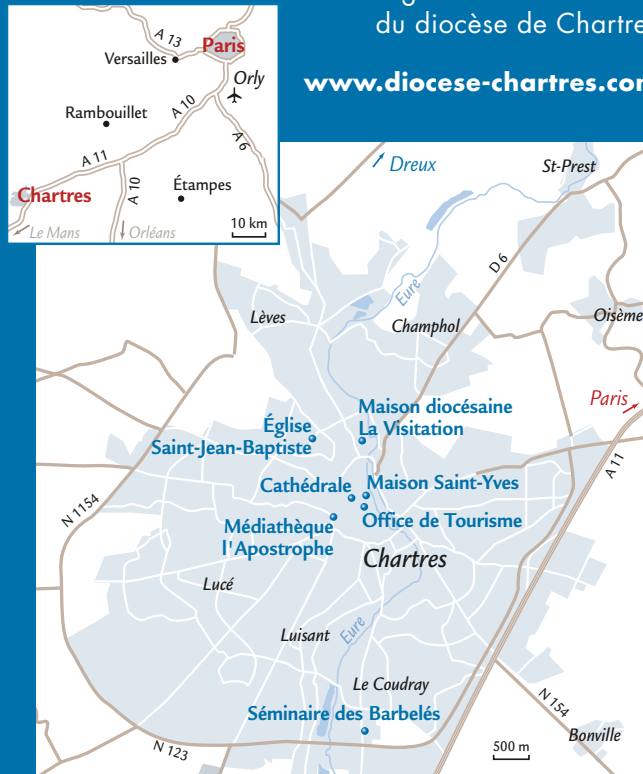 du diocèse de Chartre
www.diocese-chartres.com
A 13
Paris
Versailles
Orly
Rambouillet
A 10
A 6
A 11
Chartres
A 10
Étampes
Le Mans
Orléans
10 km
Dreux
St-Prest
D 6
Eure
Lèves
Champhol
Oisème
Paris
Église
Saint-Jean-Baptiste
Maison diocésaine
La Visitation
A 11
N 1154
Cathédrale
Maison Saint-Yves
Office de Tourisme
Médiathèque
l'Apostrophe
Chartres
Lucé
Luisant
Eure
Le Coudray
Séminaire des Barbelés
N 154
N 123
500 m
Bonville